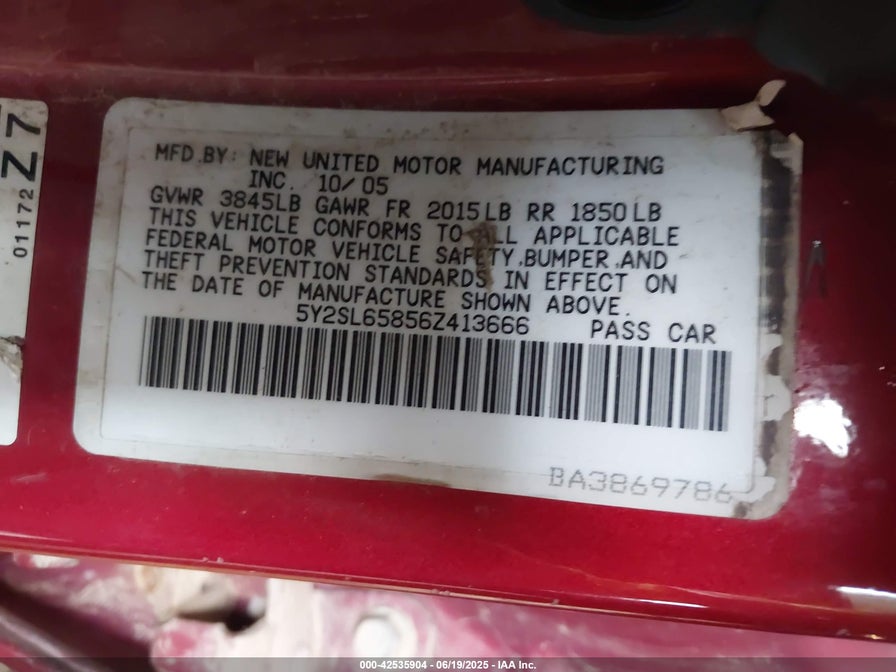 MFD.BY: NEW UNITED MOTOR MANUFACTURING
INC. 10/05
GVWR 3845LB GAWR FR 2015LB RR 1850LB
THIS VEHICLE CONFORMS TO ALL APPLICABLE
FEDERAL MOTOR VEHICLE SAFETY,BUMPER,AND
THEFT PREVENTION STANDARDS IN EFFECT ON
THE DATE OF MANUFACTURE SHOWN ABOVE.
5Y2SL65856Z413666 PASS CAR
BA3869786
Z7
01172
A
000-42535904 - 06/19/2025 - IAA Inc.